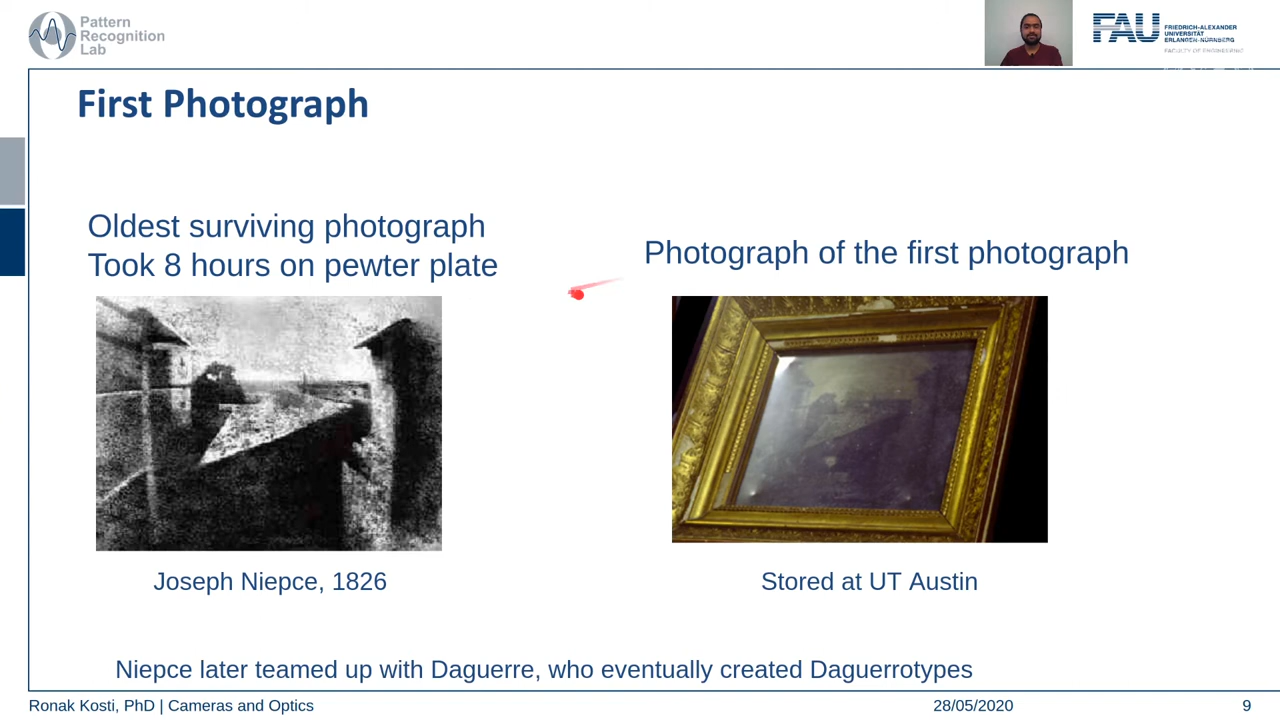 Pattern
Recognition
Lab
FAU
FRIEDRICH-ALEXANDER
UNIVERSITÄT
ERLANGEN-NÜRNBERG
FACULTY OF ENGINEERING
First Photograph
Oldest surviving photograph
Took 8 hours on pewter plate
Photograph of the first photograph
Joseph Niepce, 1826
Stored at UT Austin
Niepce later teamed up with Daguerre, who eventually created Daguerrotypes
Ronak Kosti, PhD | Cameras and Optics
28/05/2020
9